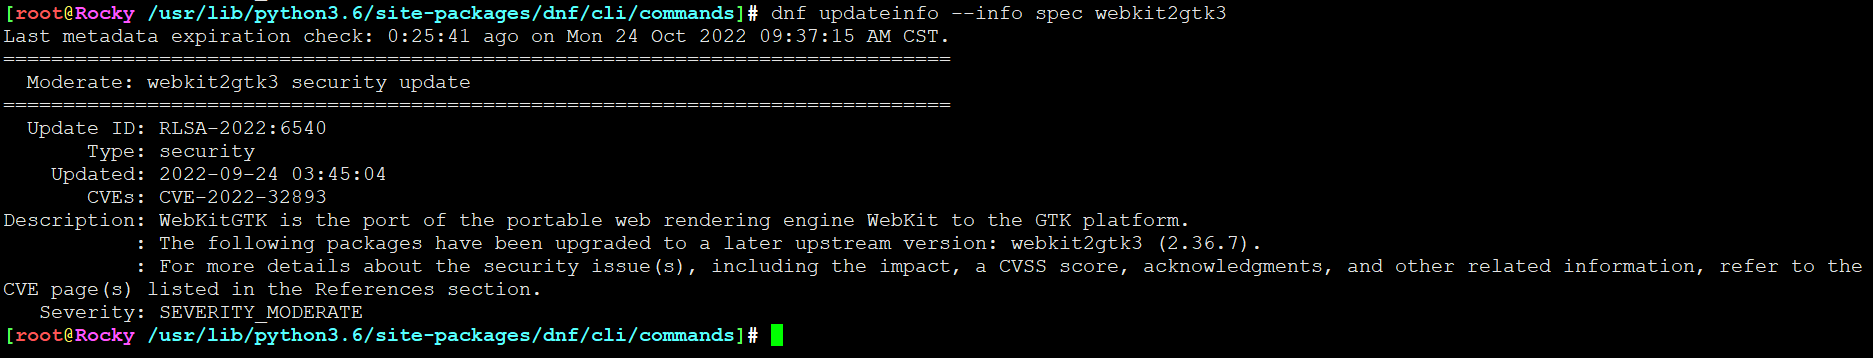 [root@Rocky /usr/lib/python3.6/site-packages/dnf/cli/commands]# dnf updateinfo --info spec webkit2gtk3
Last metadata expiration check: 0:25:41 ago on Mon 24 Oct 2022 09:37:15 AM CST.
===============================================================================
  Moderate: webkit2gtk3 security update
===============================================================================
  Update ID: RLSA-2022:6540
       Type: security
    Updated: 2022-09-24 03:45:04
       CVEs: CVE-2022-32893
Description: WebKitGTK is the port of the portable web rendering engine WebKit to the GTK platform.
           : The following packages have been upgraded to a later upstream version: webkit2gtk3 (2.36.7).
           : For more details about the security issue(s), including the impact, a CVSS score, acknowledgments, and other related information, refer to the
CVE page(s) listed in the References section.
   Severity: SEVERITY_MODERATE
[root@Rocky /usr/lib/python3.6/site-packages/dnf/cli/commands]#